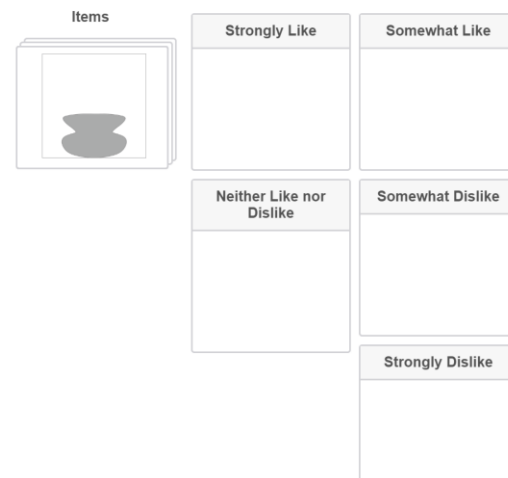 Items
Strongly Like
Somewhat Like
Neither Like nor
Dislike
Somewhat Dislike
Strongly Dislike